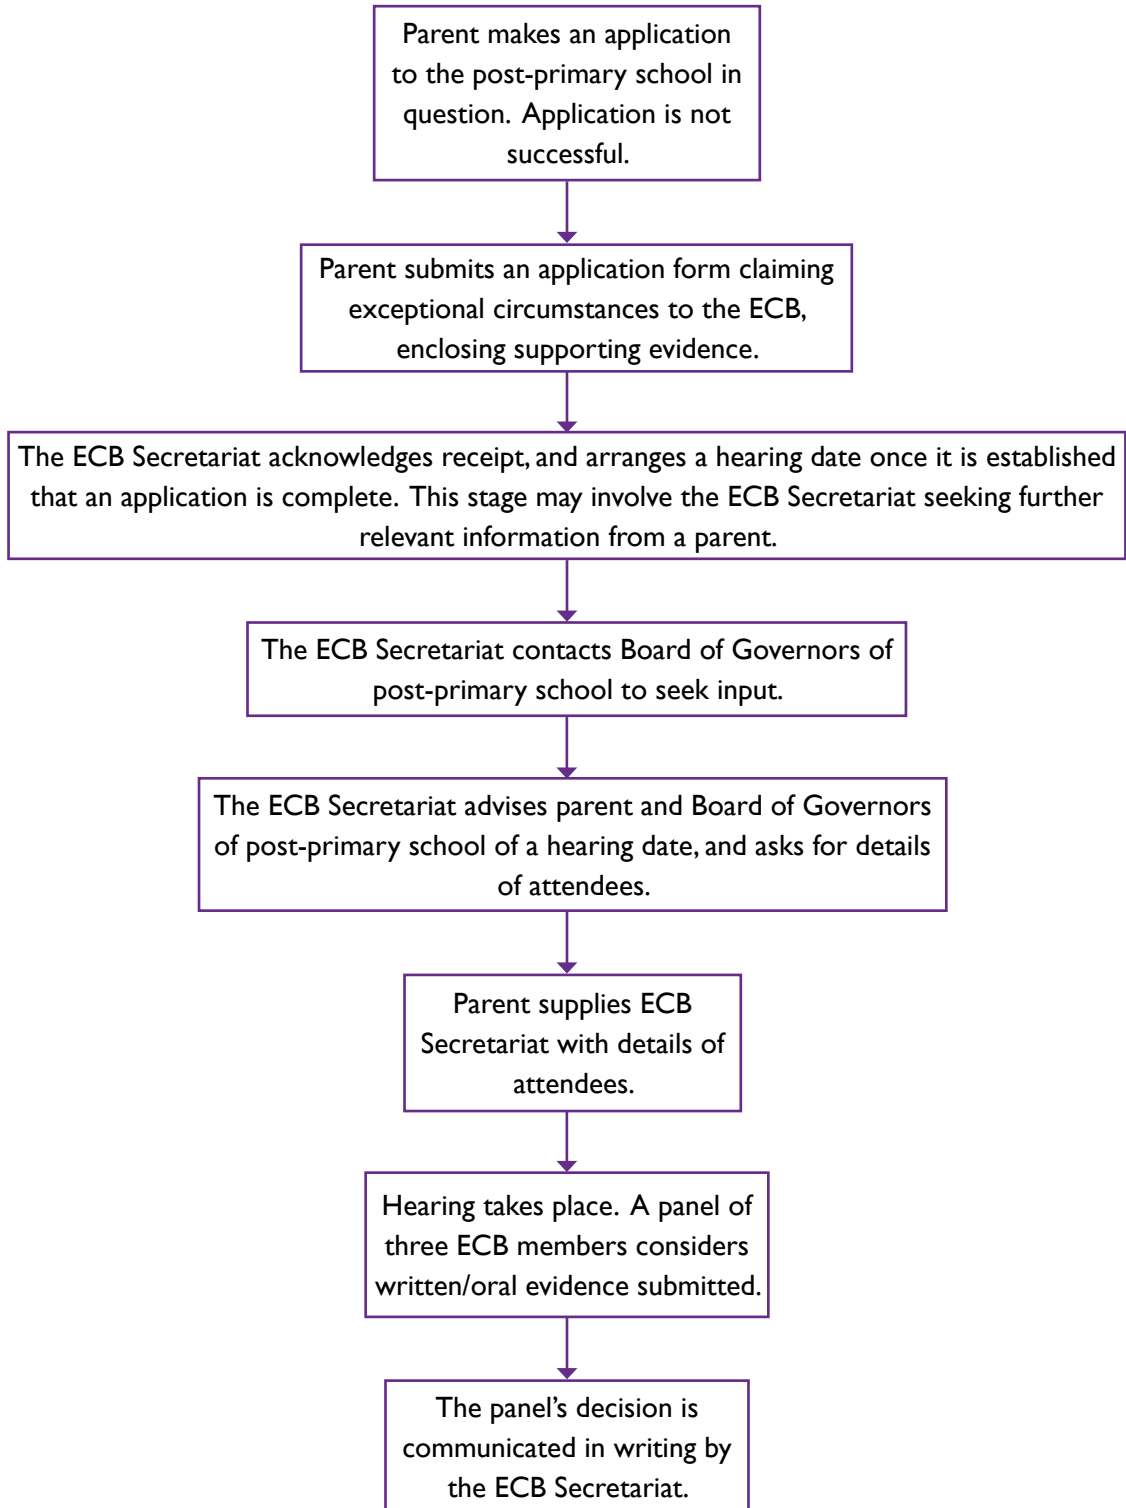 Parent makes an application
to the post-primary school in
question. Application is not
successful.
Parent submits an application form claiming
exceptional circumstances to the ECB,
enclosing supporting evidence.
The ECB Secretariat acknowledges receipt, and arranges a hearing date once it is established
that an application is complete. This stage may involve the ECB Secretariat seeking further
relevant information from a parent.
The ECB Secretariat contacts Board of Governors of
post-primary school to seek input.
The ECB Secretariat advises parent and Board of Governors
of post-primary school of a hearing date, and asks for details
of attendees.
Parent supplies ECB
Secretariat with details of
attendees.
Hearing takes place. A panel of
three ECB members considers
written/oral evidence submitted.
The panel’s decision is
communicated in writing by
the ECB Secretariat.